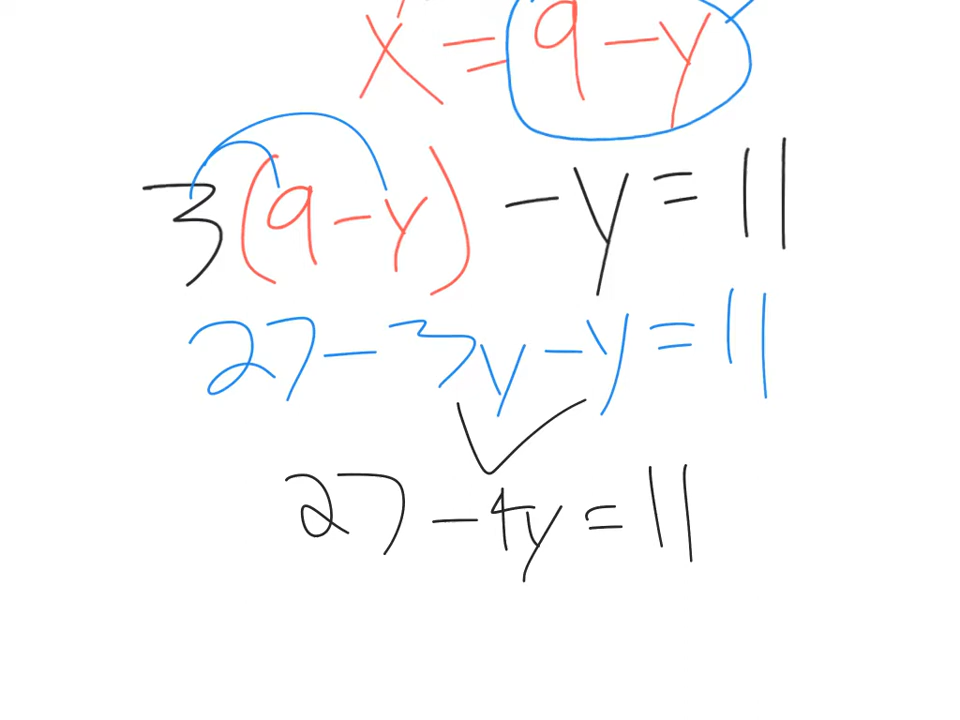 x = 9 - y
3(9 - y) - y = 11
27 - 3y - y = 11
27 - 4y = 11